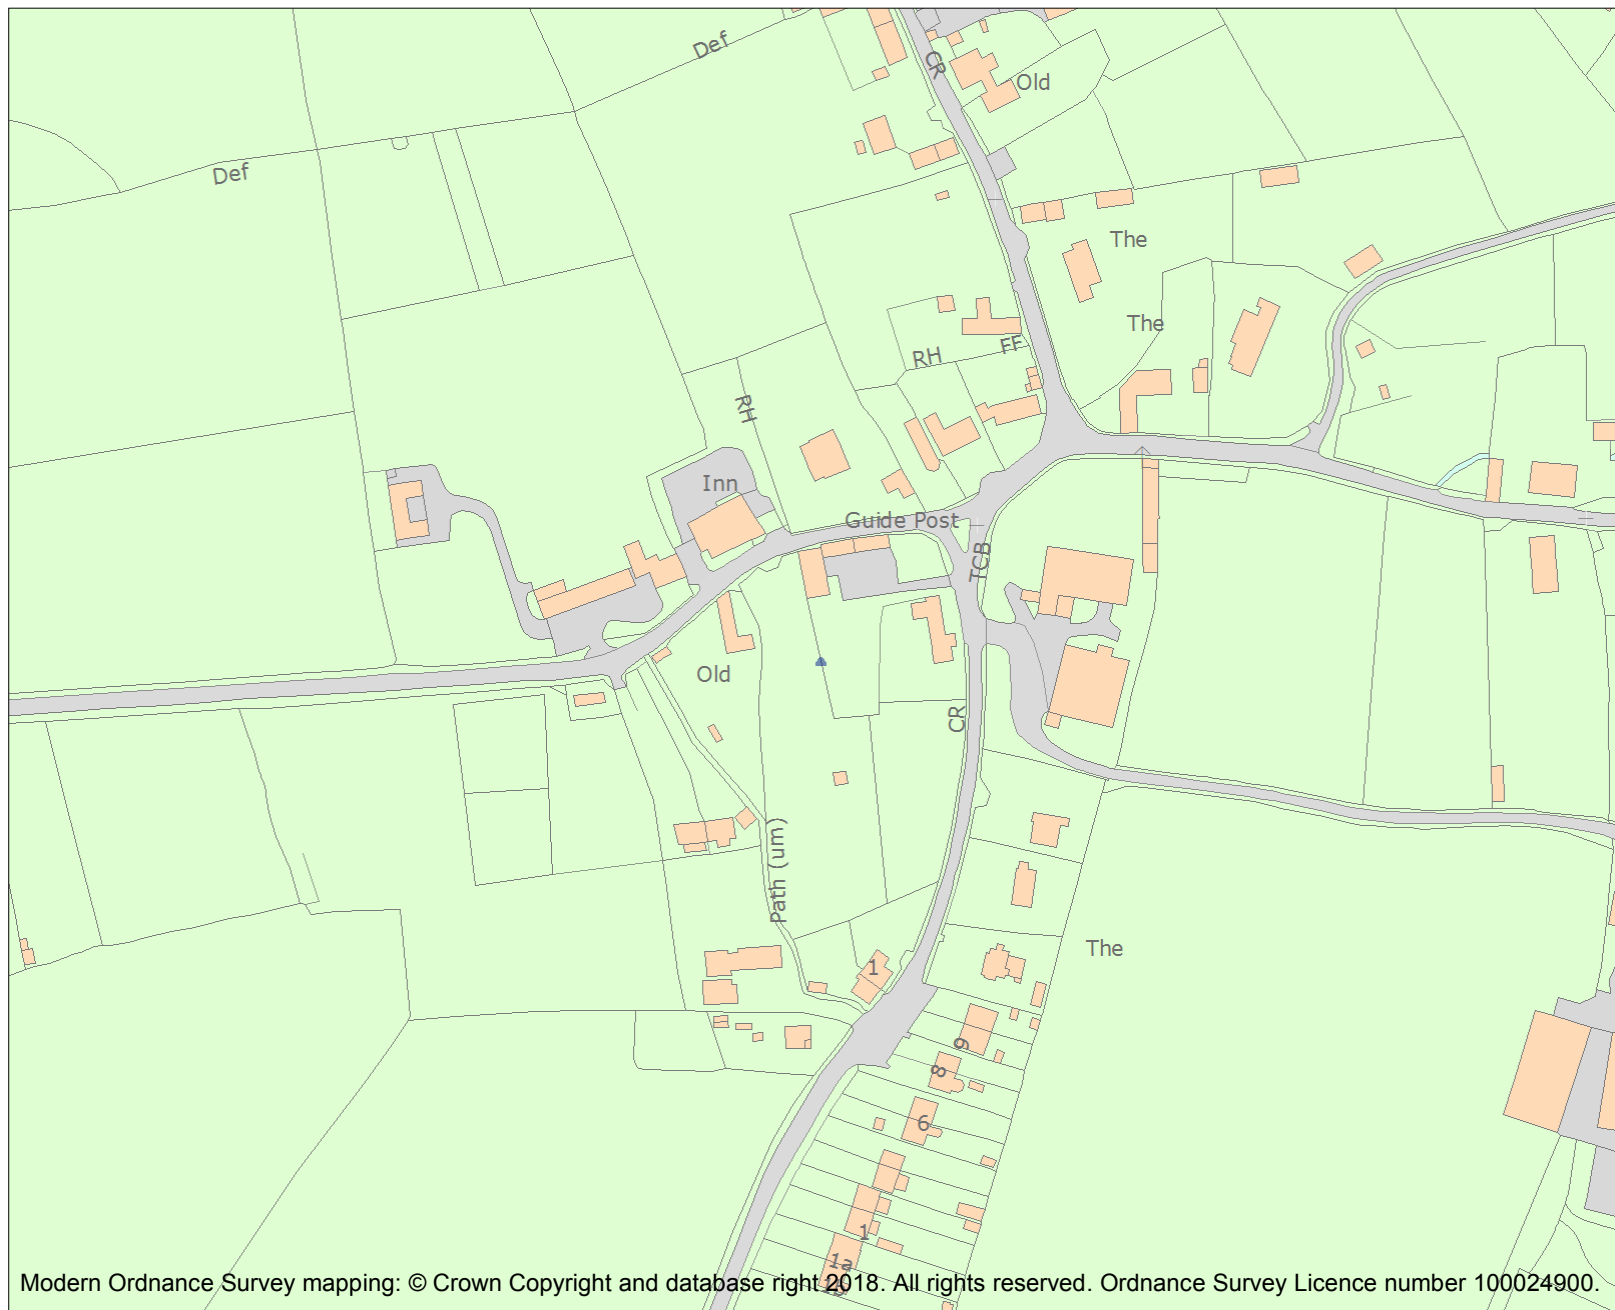 Def
CR
Old
Def
The
The
FF
RH
RH
Inn
Guide Post
TCB
Old
CR
Path (um)
The
1
9
8
6
1
1a
Modern Ordnance Survey mapping: © Crown Copyright and database right 2018. All rights reserved. Ordnance Survey Licence number 100024900.